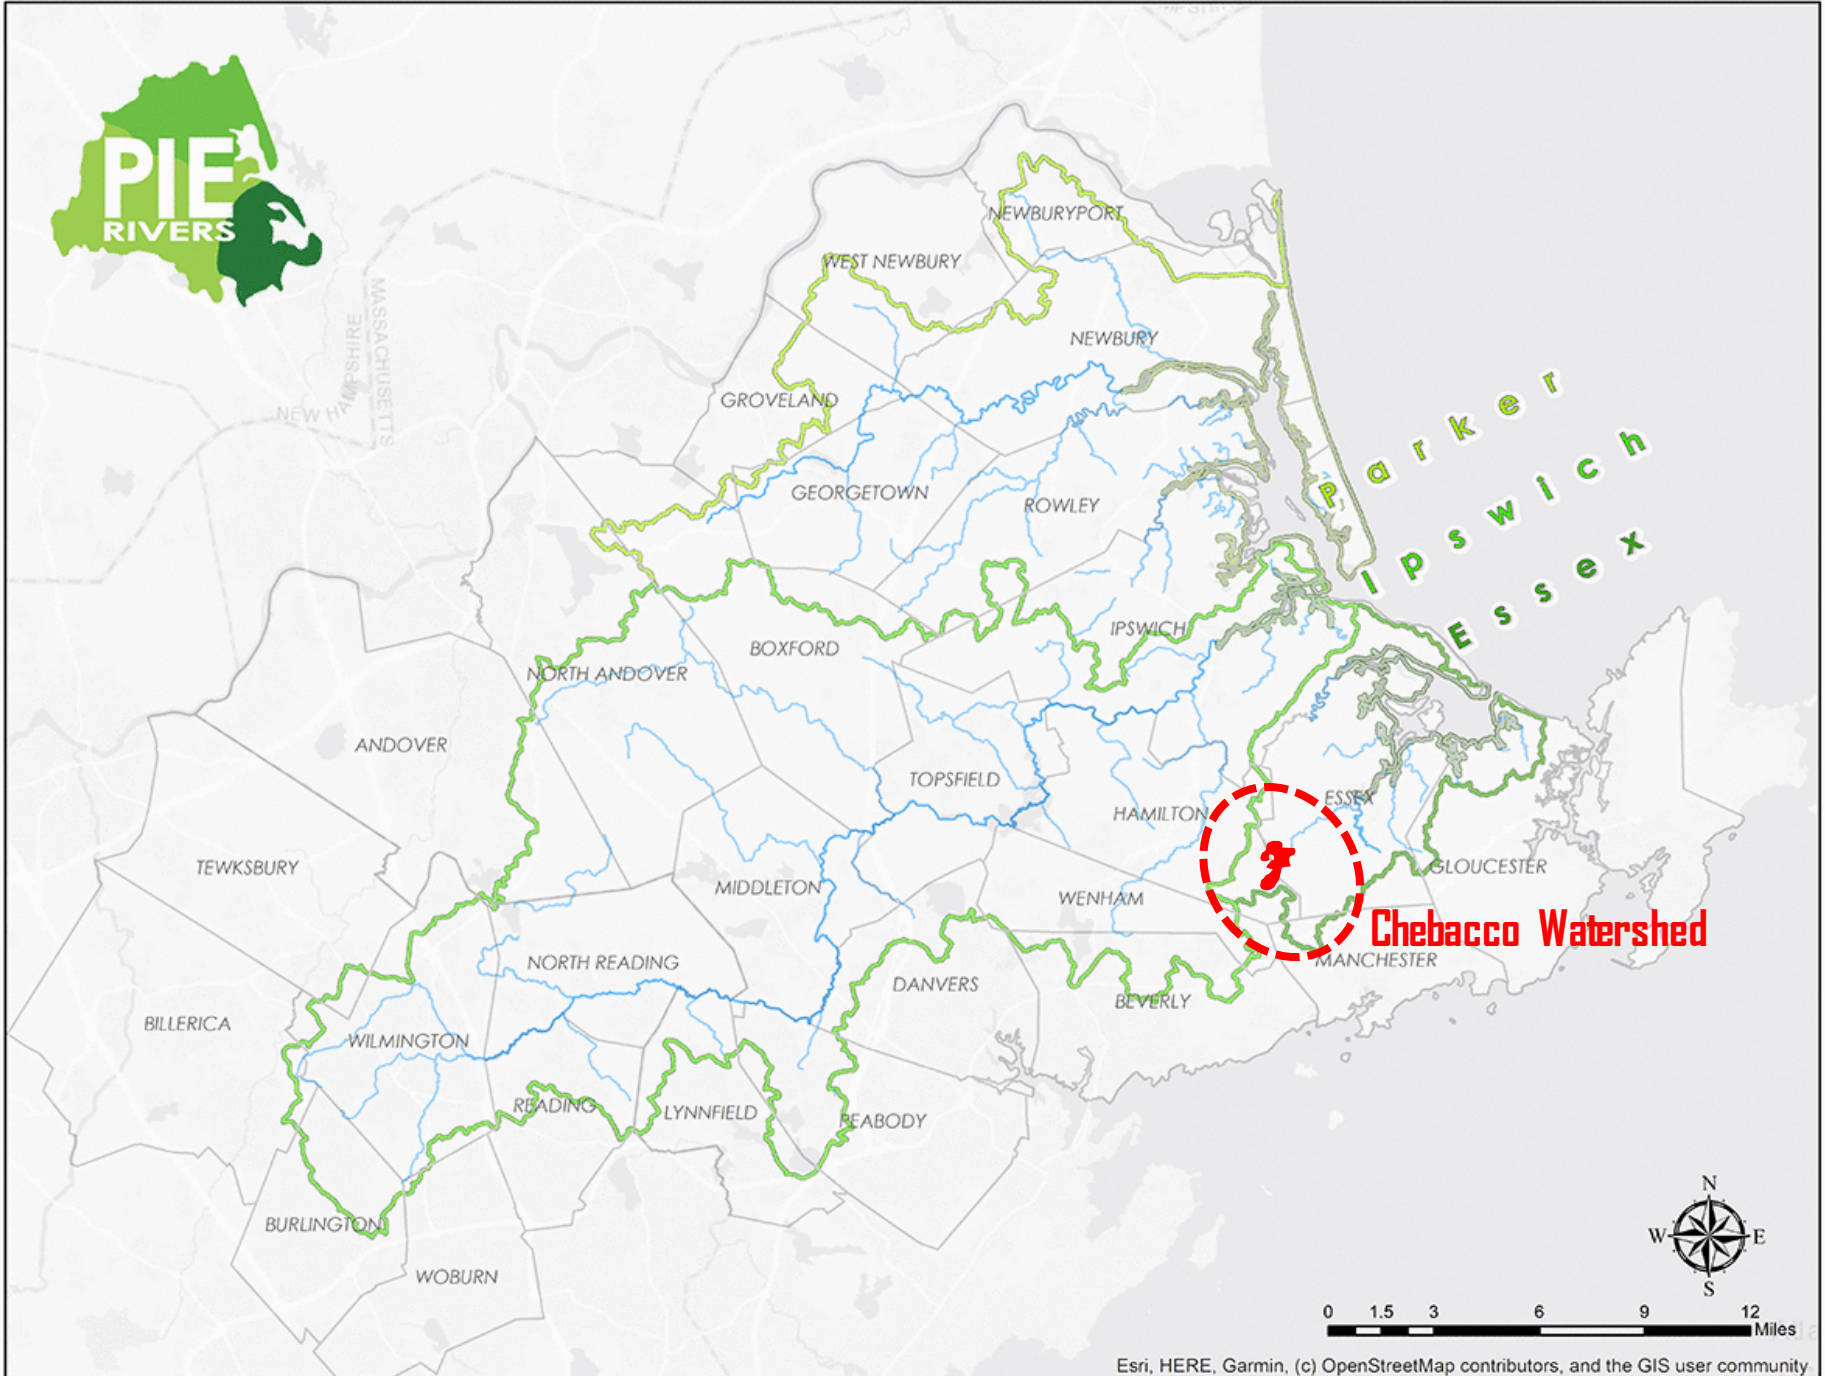 PIE
RIVERS
NEWBURYPORT
WEST NEWBURY
MASSACHUSETTS
NEW HAMPSHIRE
NEWBURY
GROVELAND
Parker
Ipswich
Essex
GEORGETOWN
ROWLEY
IPSWICH
BOXFORD
NORTH ANDOVER
ANDOVER
TOPSFIELD
ESSEX
HAMILTON
TEWKSBURY
GLOUCESTER
MIDDLETON
WENHAM
Chebacco Watershed
NORTH READING
MANCHESTER
DANVERS
BEVERLY
BILLERICA
WILMINGTON
READING
LYNNFIELD
PEABODY
BURLINGTON
WOBURN
N
W E
S
0 1.5 3 6 9 12
Miles
Esri, HERE, Garmin, (c) OpenStreetMap contributors, and the GIS user community